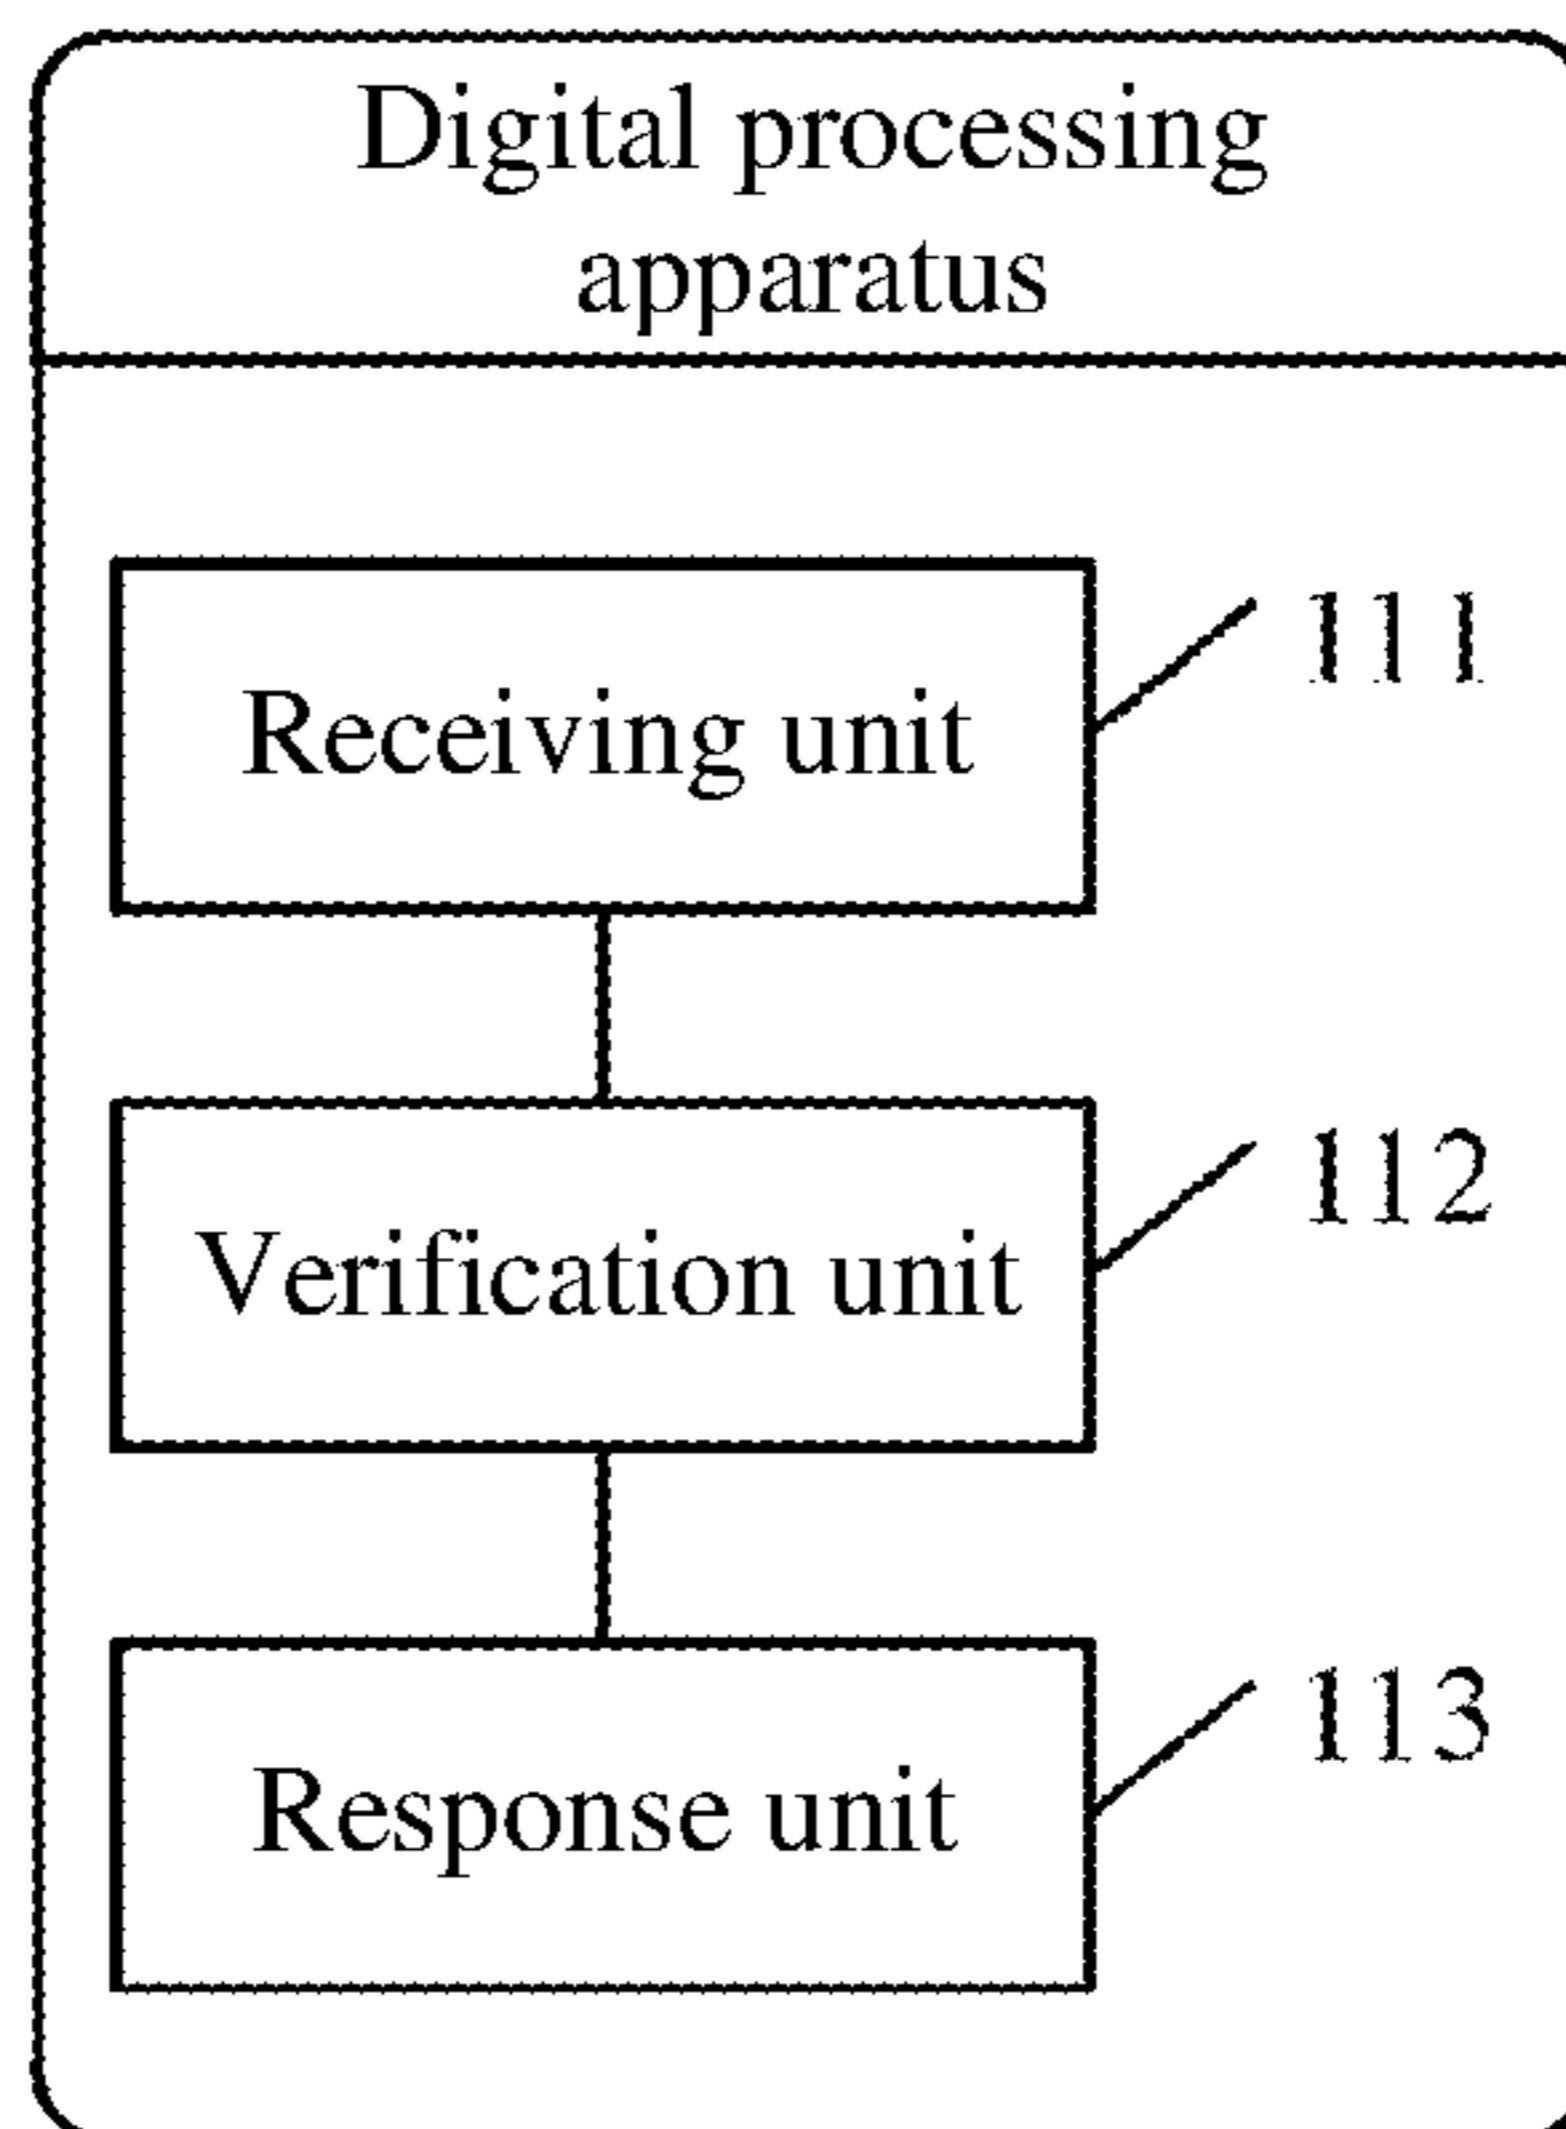 Digital processing
apparatus
Receiving unit
111
Verification unit
112
Response unit
113